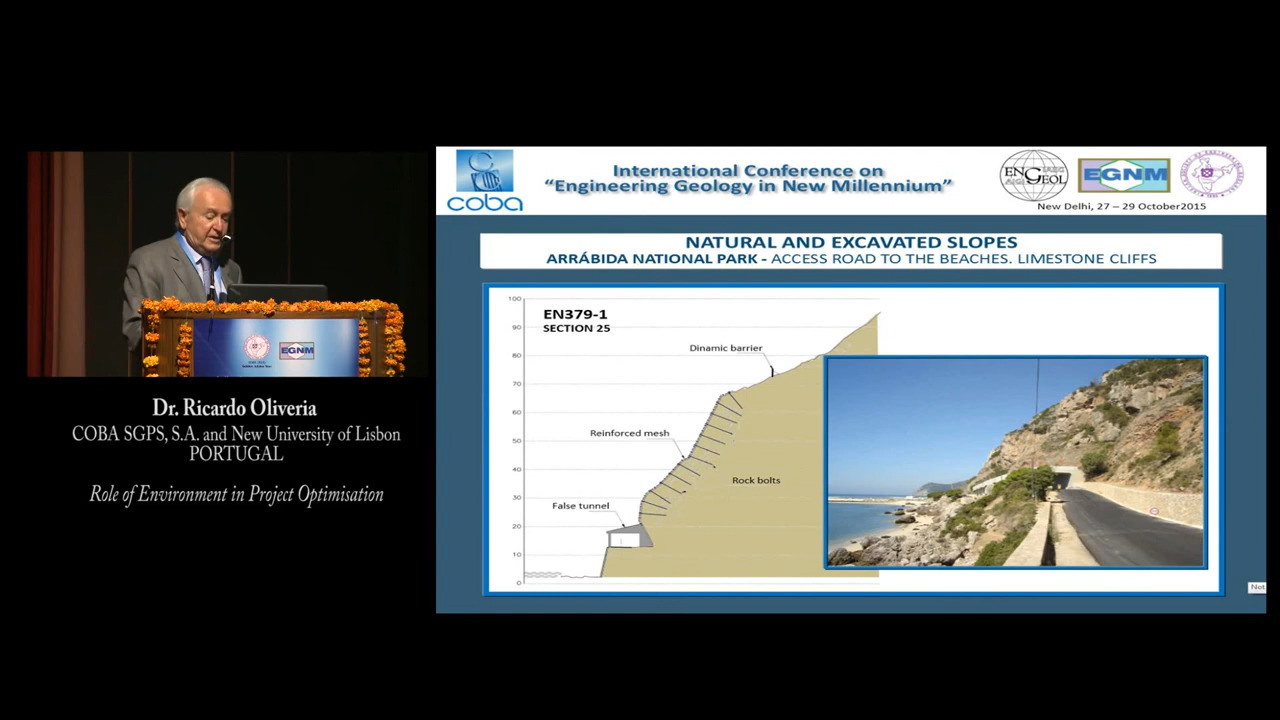 coba
International Conference on
"Engineering Geology in New Millennium"
ENGEOL
EGNM
New Delhi, 27 – 29 October2015
NATURAL AND EXCAVATED SLOPES
ARRÁBIDA NATIONAL PARK - ACCESS ROAD TO THE BEACHES. LIMESTONE CLIFFS
EN379-1
SECTION 25
100
90
80
70
60
50
40
30
20
10
0
Dinamic barrier
Reinforced mesh
Rock bolts
False tunnel
EGNM
Dr. Ricardo Oliveria
COBA SGPS, S.A. and New University of Lisbon
PORTUGAL
Role of Environment in Project Optimisation